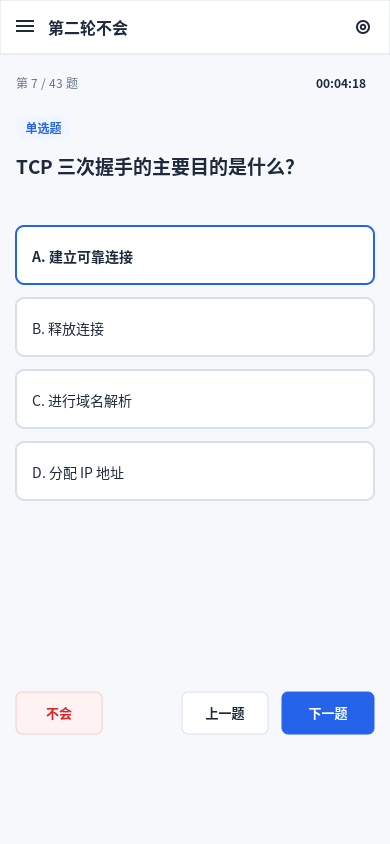 第二轮不会
第 7 / 43 题
00:04:18
单选题
TCP 三次握手的主要目的是什么?
A. 建立可靠连接
B. 释放连接
C. 进行域名解析
D. 分配 IP 地址
不会
上一题
下一题